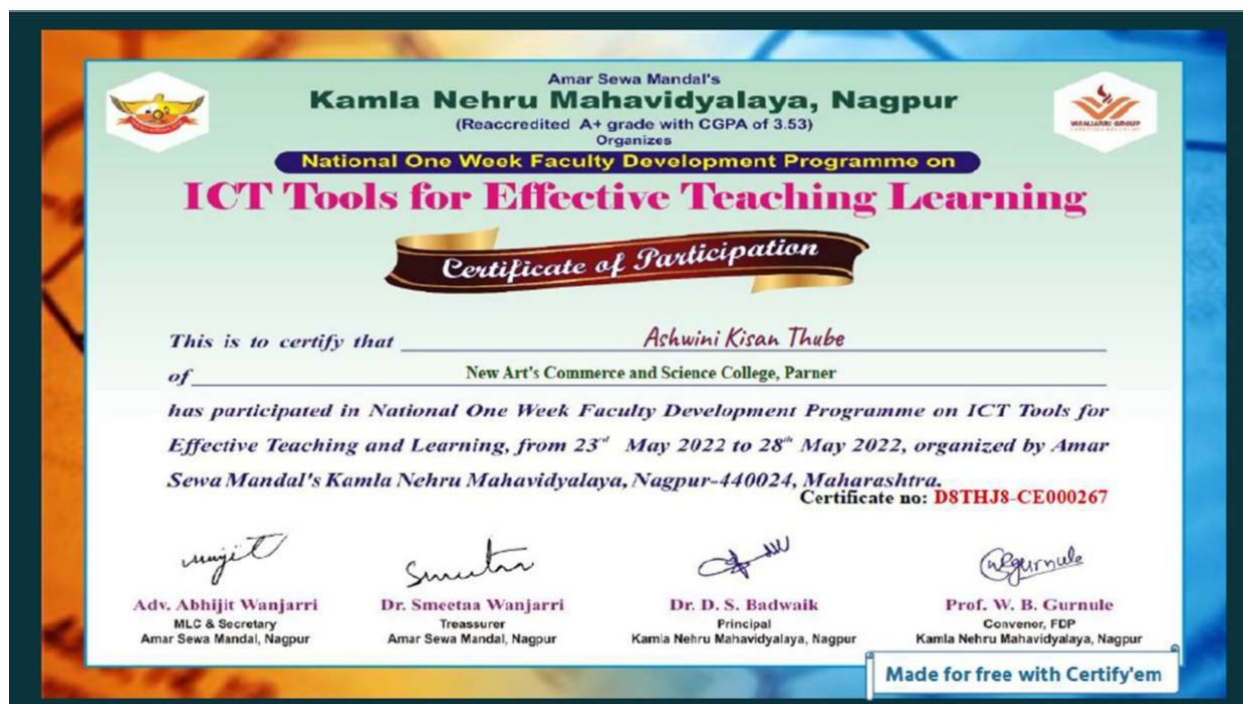 Amar Sewa Mandal's
Kamla Nehru Mahavidyalaya, Nagpur
(Reaccredited A+ grade with CGPA of 3.53)
Organizes
National One Week Faculty Development Programme on
ICT Tools for Effective Teaching Learning
WANJARRI GROUP
Certificate of Participation
This is to certify that Ashwini Kisan Thube
of New Art's Commerce and Science College, Parner
has participated in National One Week Faculty Development Programme on ICT Tools for
Effective Teaching and Learning, from 23rd May 2022 to 28th May 2022, organized by Amar
Sewa Mandal's Kamla Nehru Mahavidyalaya, Nagpur-440024, Maharashtra.
Certificate no: D8THJ8-CE000267
Adv. Abhijit Wanjarri Dr. Smeetaa Wanjarri Dr. D. S. Badwaik Prof. W. B. Gurnule
MLC & Secretary Treassurer Principal Convenor, FDP
Amar Sewa Mandal, Nagpur Amar Sewa Mandal, Nagpur Kamla Nehru Mahavidyalaya, Nagpur Kamla Nehru Mahavidyalaya, Nagpur
Made for free with Certify'em